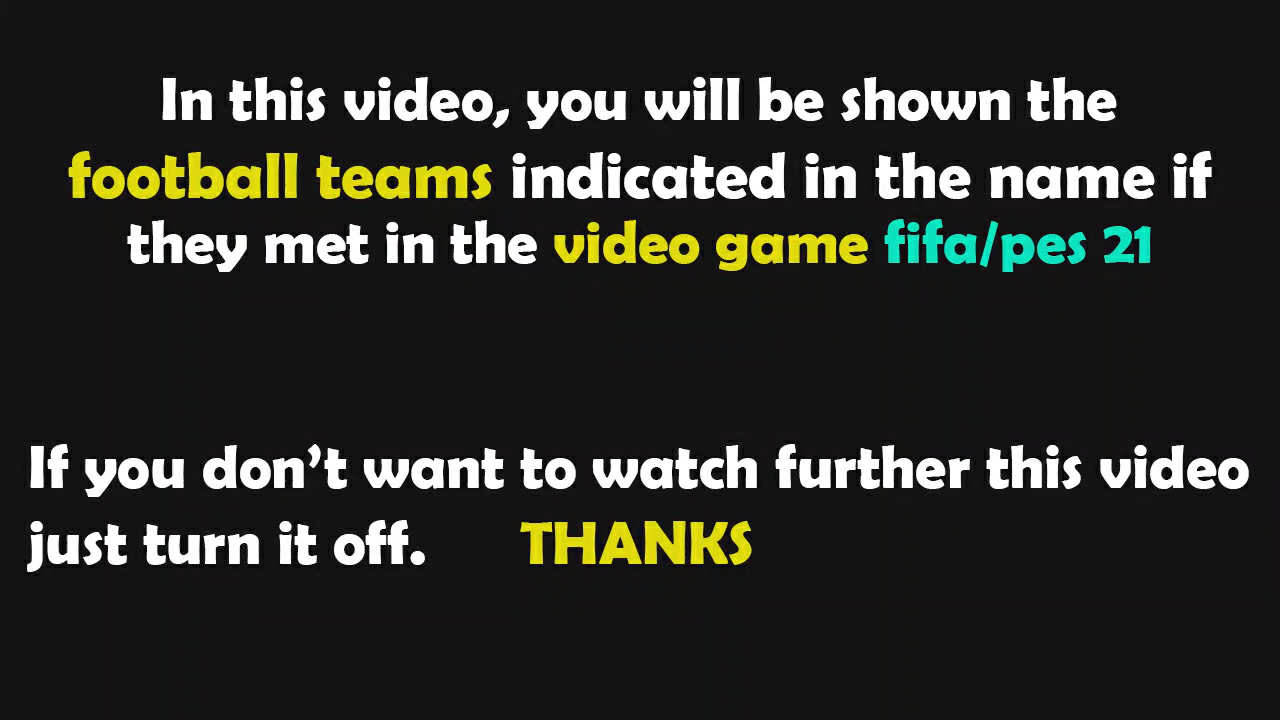 In this video, you will be shown the
football teams indicated in the name if
they met in the video game fifa/pes 21
If you don't want to watch further this video
just turn it off. THANKS